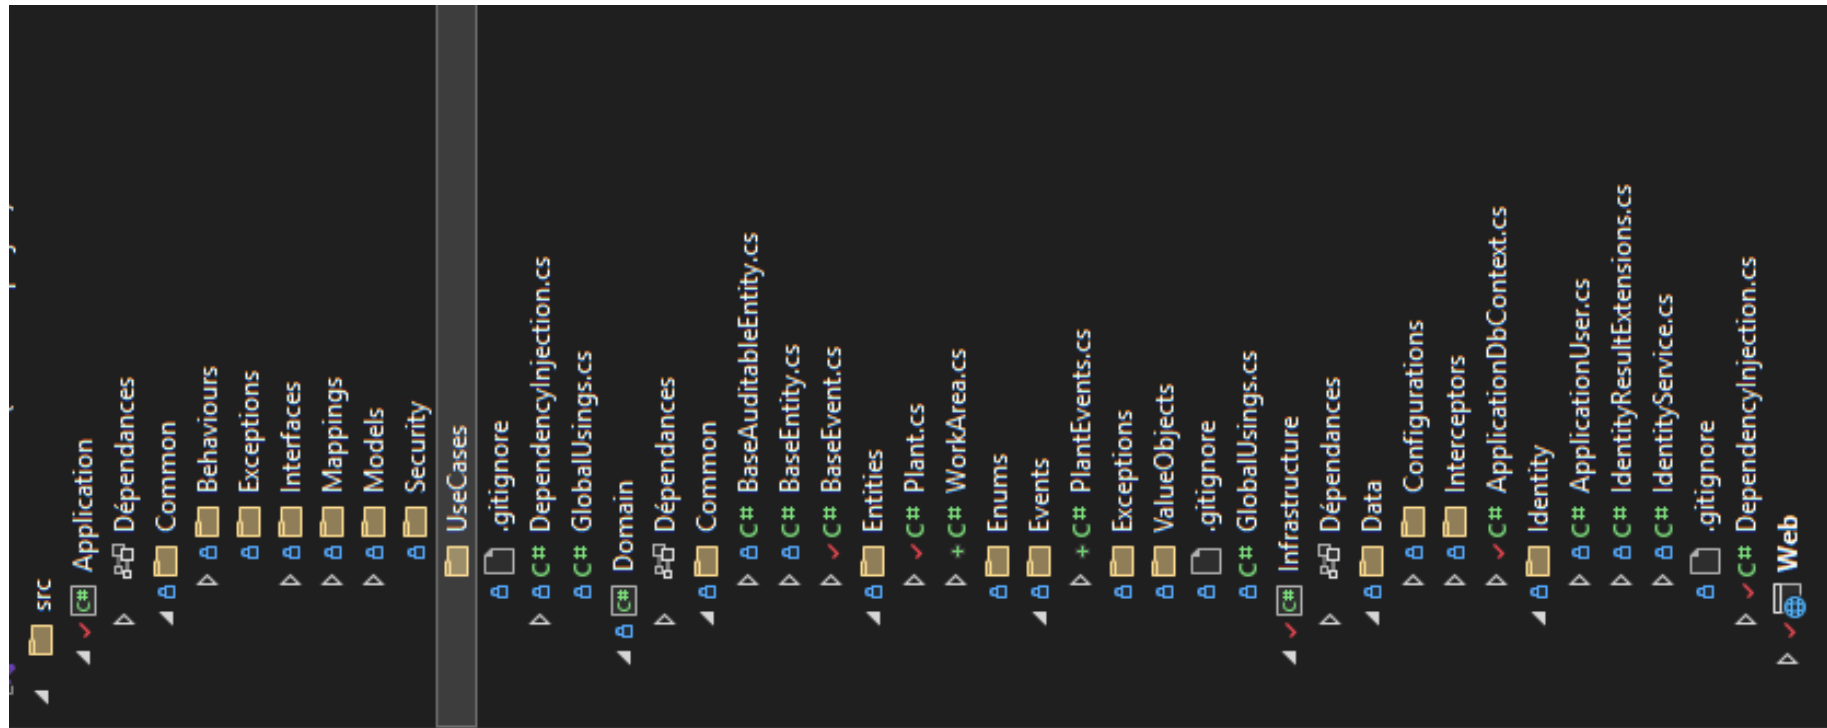 src
C# Application
Dépendances
Common
Behaviours
Exceptions
Interfaces
Mappings
Models
Security
UseCases
.gitignore
C# DependencyInjection.cs
C# GlobalUsings.cs
C# Domain
Dépendances
Common
C# BaseAuditableEntity.cs
C# BaseEntity.cs
C# BaseEvent.cs
Entities
C# Plant.cs
C# WorkArea.cs
Enums
Events
C# PlantEvents.cs
Exceptions
ValueObjects
.gitignore
C# GlobalUsings.cs
C# Infrastructure
Dépendances
Data
Configurations
Interceptors
C# ApplicationDbContext.cs
Identity
C# ApplicationUser.cs
C# IdentityResultExtensions.cs
C# IdentityService.cs
.gitignore
C# DependencyInjection.cs
Web